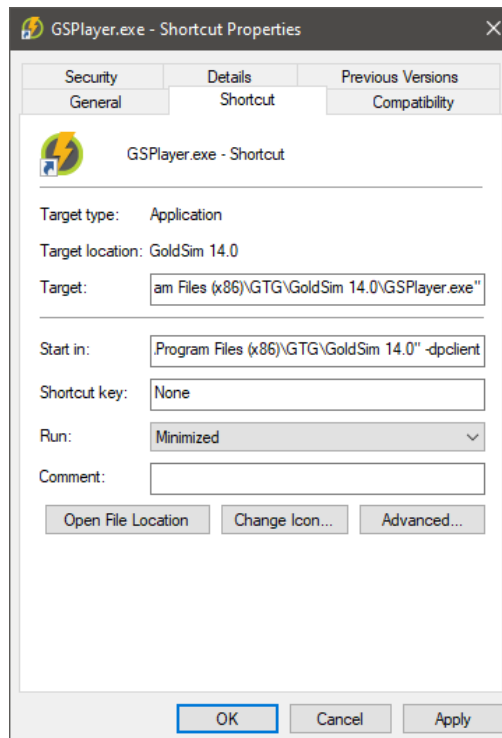 GSPlayer.exe - Shortcut Properties
Security Details Previous Versions
General Shortcut Compatibility
GSPlayer.exe - Shortcut
Target type: Application
Target location: GoldSim 14.0
Target: am Files (x86)\GTG\GoldSim 14.0\GSPlayer.exe"
Start in: .Program Files (x86)\GTG\GoldSim 14.0" -dpclient
Shortcut key: None
Run: Minimized
Comment:
Open File Location Change Icon... Advanced...
OK Cancel Apply